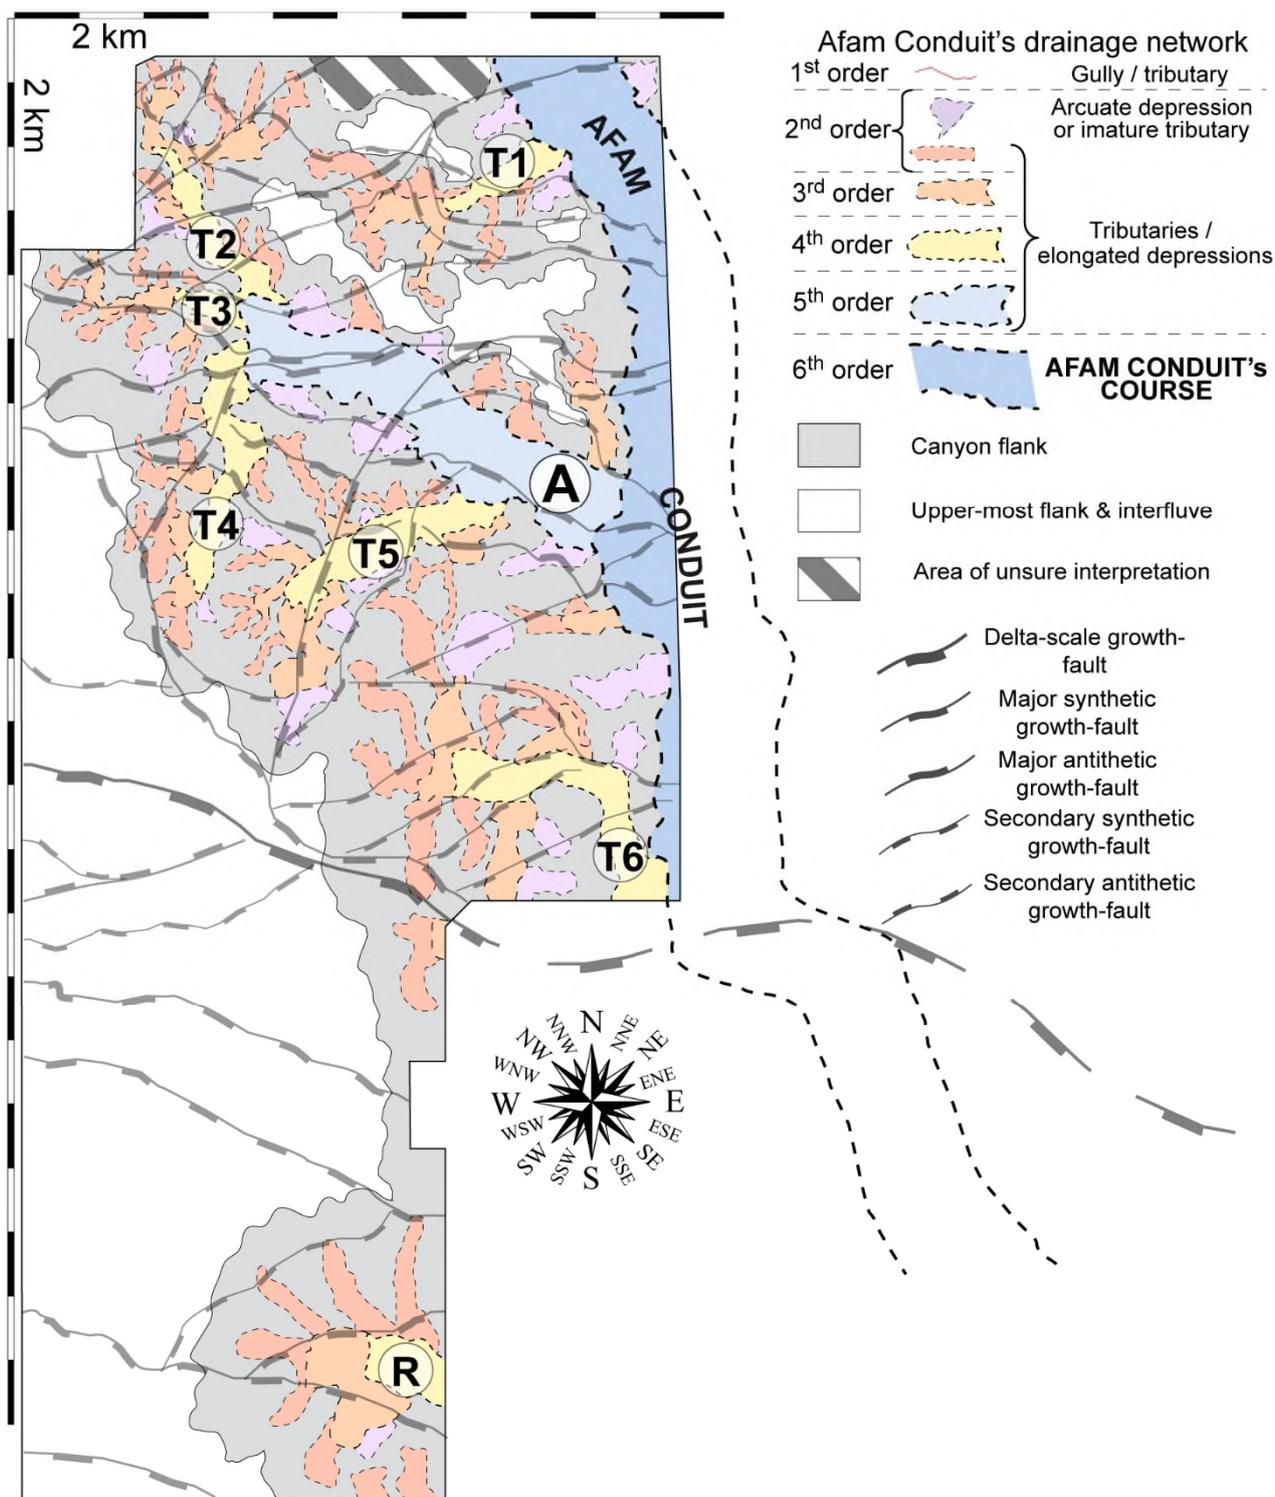 2 km
2 km
AFAM
CONDUIT
T1
T2
T3
A
T4
T5
T6
R
Afam Conduit's drainage network
1st order
Gully / tributary
2nd order
Arcuate depression
or imature tributary
3rd order
4th order
Tributaries /
elongated depressions
5th order
6th order
AFAM CONDUIT's
COURSE
Canyon flank
Upper-most flank & interfluve
Area of unsure interpretation
Delta-scale growth-
fault
Major synthetic
growth-fault
Major antithetic
growth-fault
Secondary synthetic
growth-fault
Secondary antithetic
growth-fault
N
NNW
NNE
NW
NE
WNW
ENE
W
E
WSW
ESE
SW
SE
SSW
SSE
S